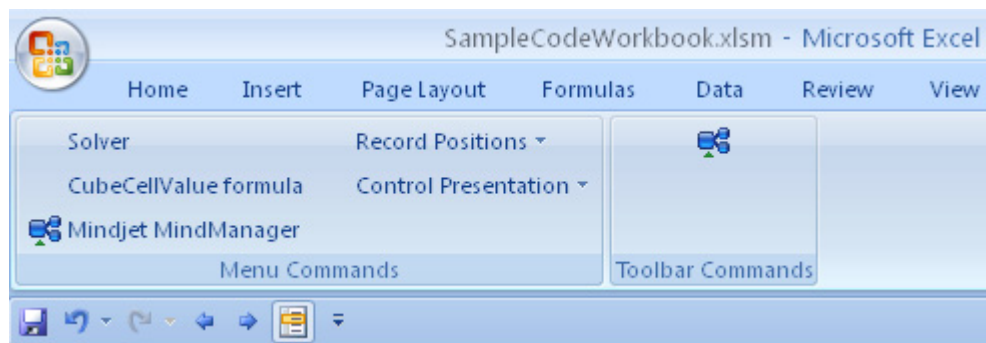 SampleCodeWorkbook.xlsm - Microsoft Excel
Home Insert Page Layout Formulas Data Review View
Solver Record Positions
CubeCellValue formula Control Presentation
Mindjet MindManager
Menu Commands Toolbar Commands